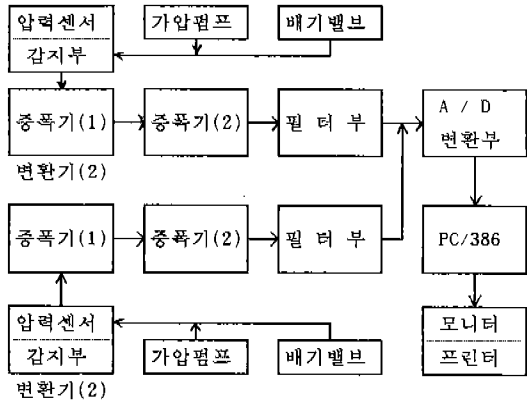 압력센서 가압펌프 배기밸브
감지부
증폭기(1) 증폭기(2) 필터부 A / D
변환부
변환기(2)
증폭기(1) 증폭기(2) 필터부 PC/386
압력센서 모니터
감지부 가압펌프 배기밸브 프린터
변환기(2)